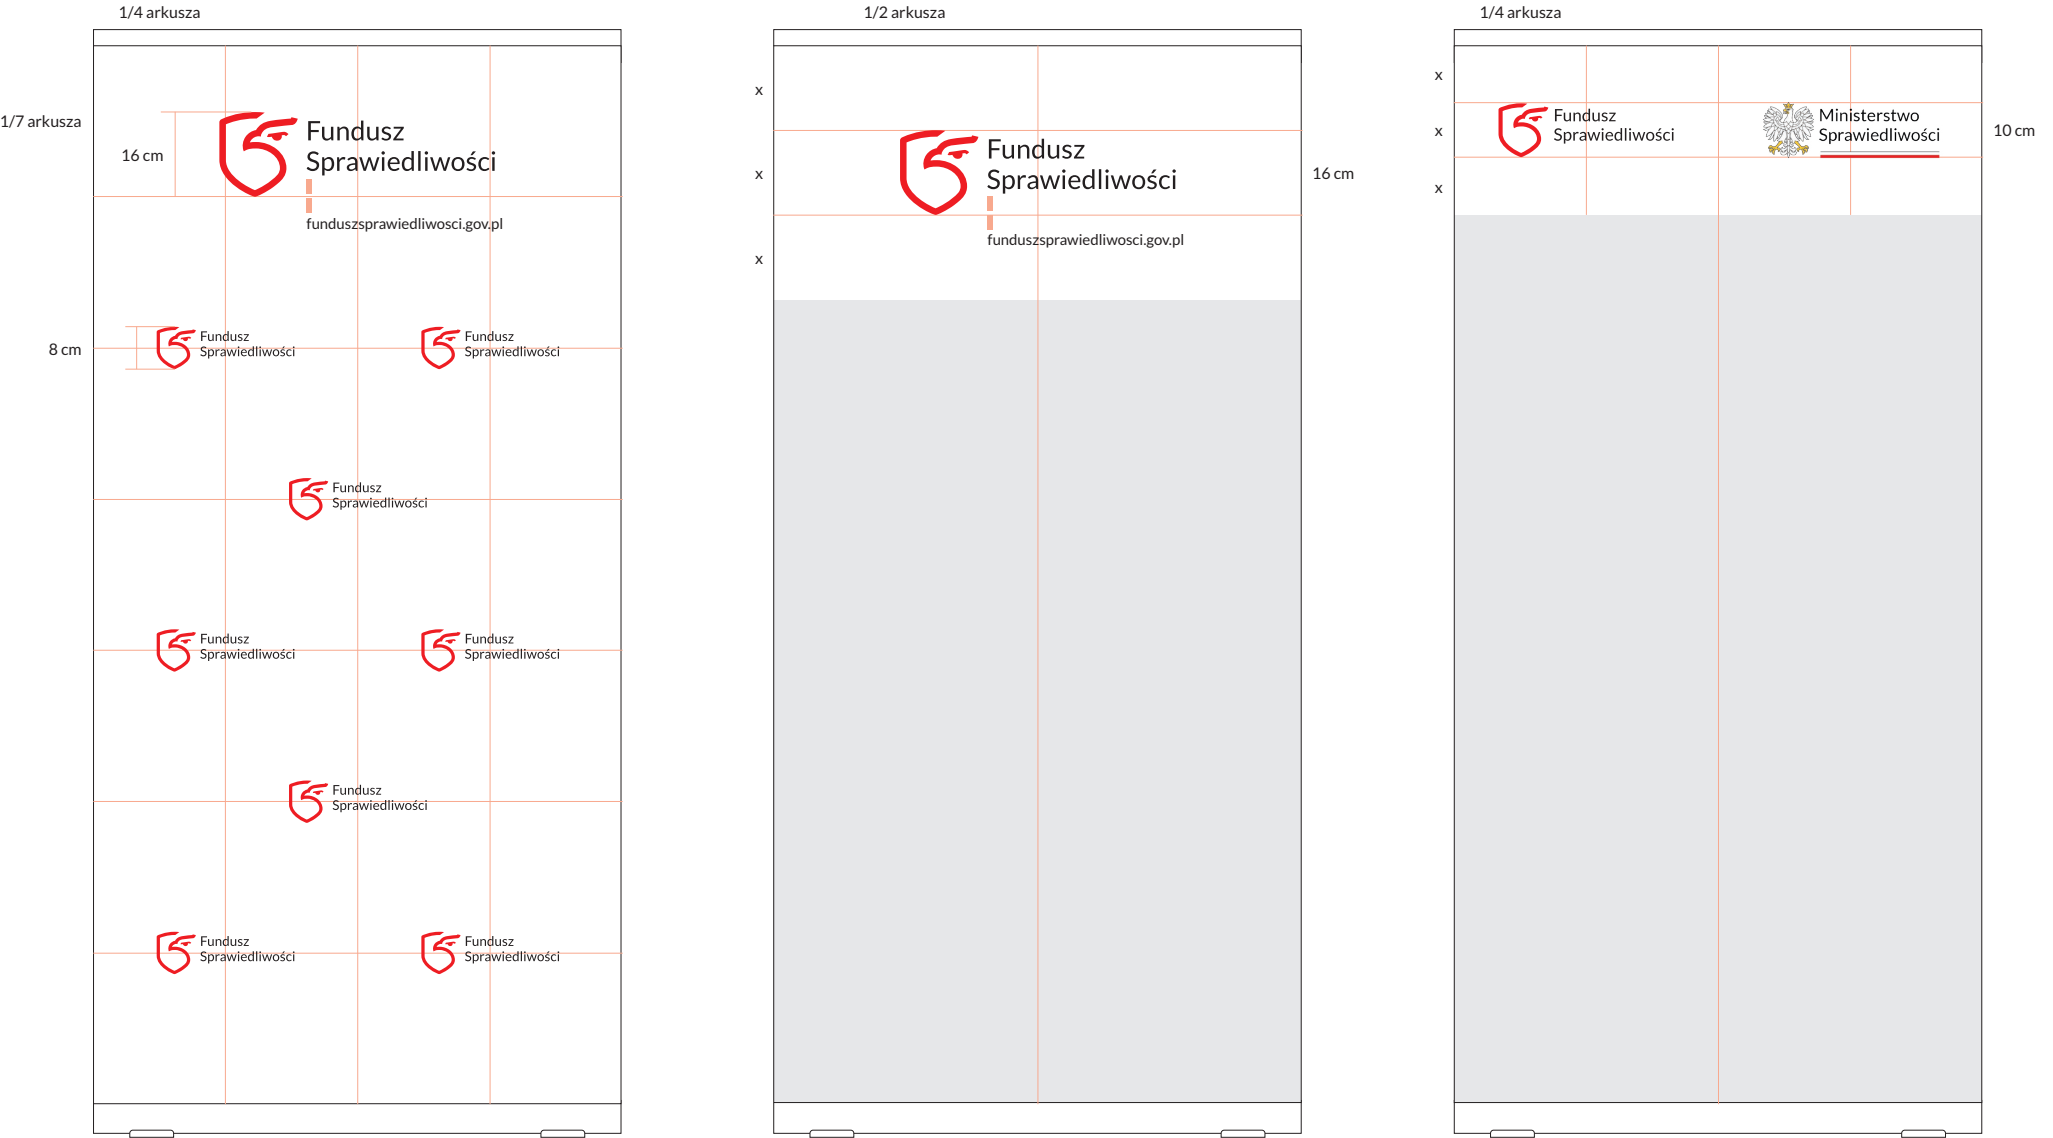 1/4 arkusza
1/7 arkusza
16 cm
Fundusz
Sprawiedliwości
funduszsprawiedliwosci.gov.pl
8 cm
Fundusz
Sprawiedliwości
Fundusz
Sprawiedliwości
Fundusz
Sprawiedliwości
Fundusz
Sprawiedliwości
Fundusz
Sprawiedliwości
Fundusz
Sprawiedliwości
Fundusz
Sprawiedliwości
Fundusz
Sprawiedliwości
1/2 arkusza
x
x
x
Fundusz
Sprawiedliwości
funduszsprawiedliwosci.gov.pl
16 cm
1/4 arkusza
x
x
x
Fundusz
Sprawiedliwości
Ministerstwo
Sprawiedliwości
10 cm